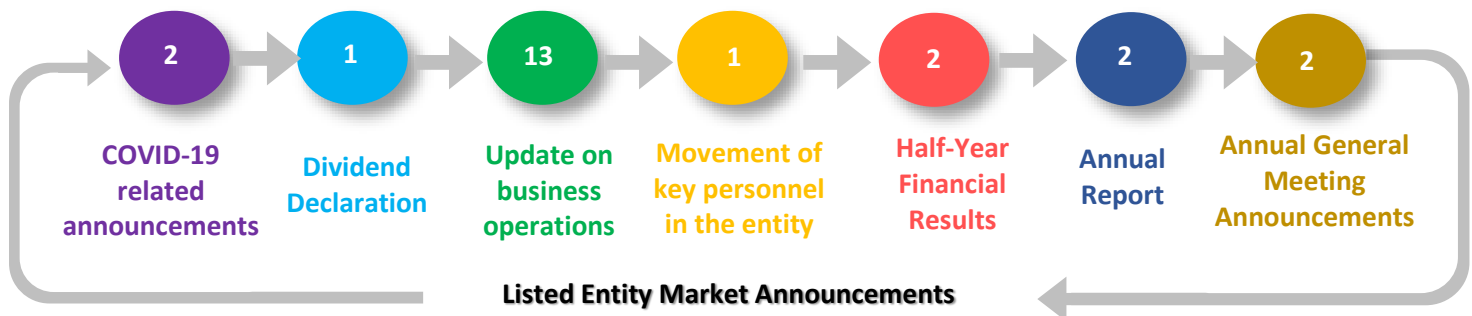 2
1
13
1
2
2
2
COVID-19
related
announcements
Dividend
Declaration
Update on
business
operations
Movement of
key personnel
in the entity
Half-Year
Financial
Results
Annual
Report
Annual General
Meeting
Announcements
Listed Entity Market Announcements